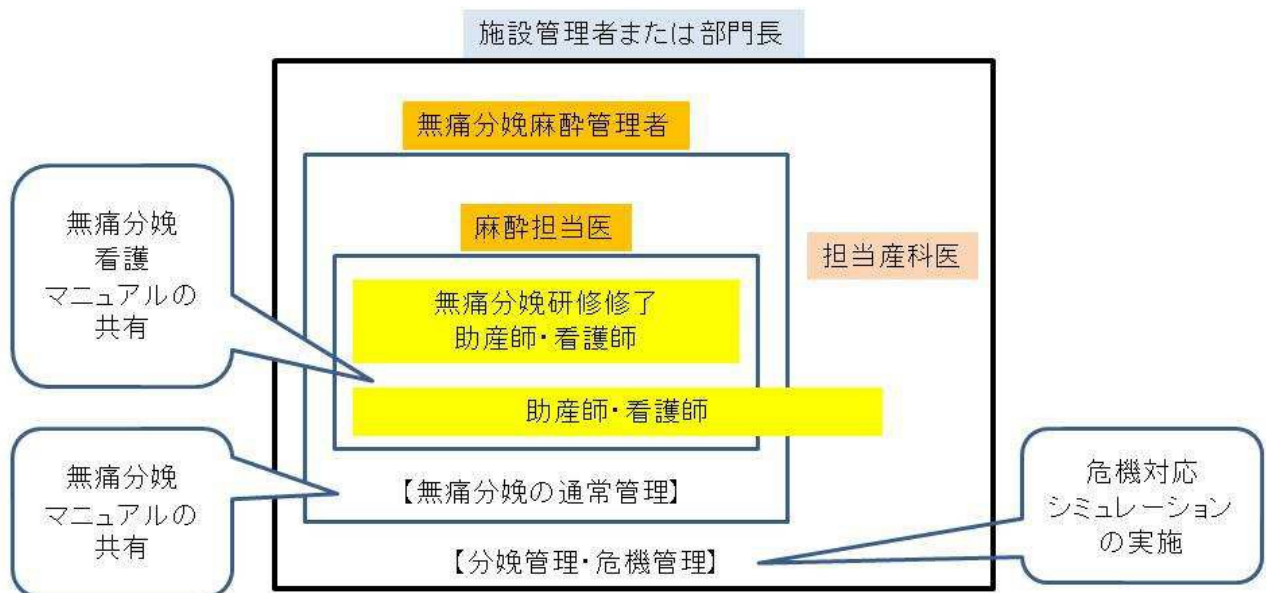 施設管理者または部門長
無痛分娩麻酔管理者
麻酔担当医
担当産科医
無痛分娩研修修了
助産師・看護師
助産師・看護師
【無痛分娩の通常管理】
【分娩管理・危機管理】
無痛分娩
看護
マニュアルの
共有
無痛分娩
マニュアルの
共有
危機対応
シミュレーション
の実施